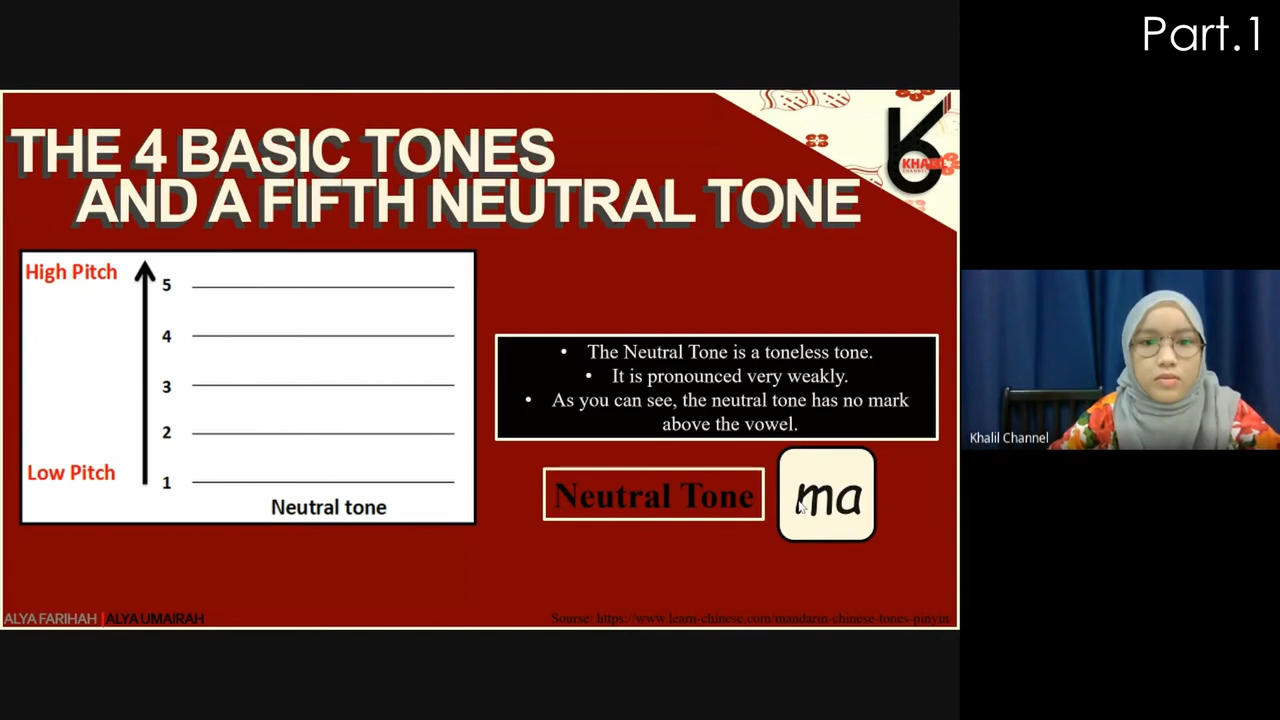 Part.1
THE 4 BASIC TONES
AND A FIFTH NEUTRAL TONE
KHALIL
CHANNEL
High Pitch
5
4
3
2
Low Pitch
1
Neutral tone
• The Neutral Tone is a toneless tone.
• It is pronounced very weakly.
• As you can see, the neutral tone has no mark
above the vowel.
Neutral Tone
ma
Khalil Channel
ALYA FARIHAH | ALYA UMAIRAH
Sourse: https://www.learn-chinese.com/mandarin-chinese-tones-pinyin